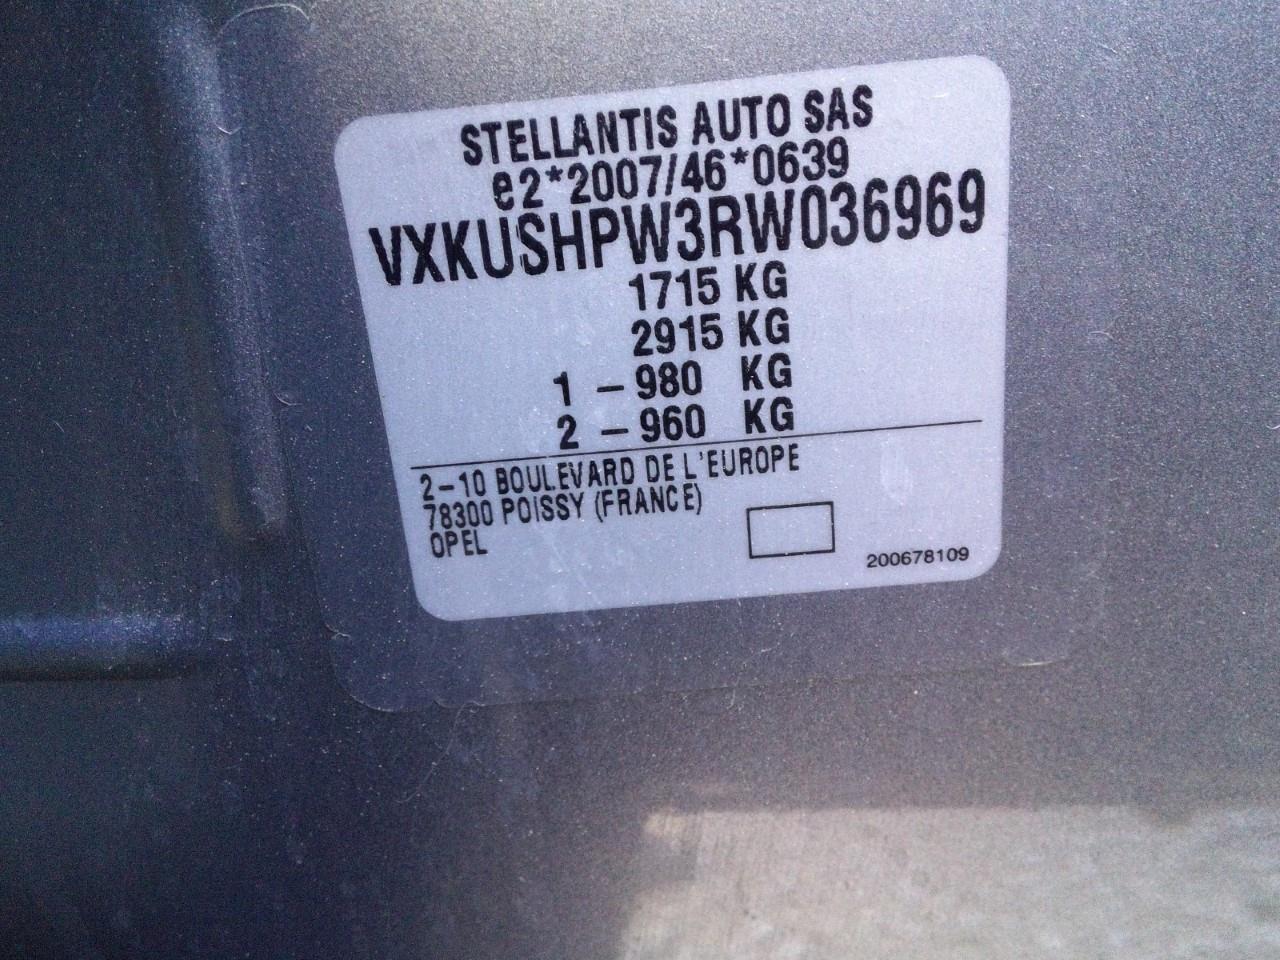 STELLANTIS AUTO SAS
e2*2007/46*0639
VXKUSHPW3RW036969
1715 KG
2915 KG
1 – 980 KG
2 – 960 KG
2–10 BOULEVARD DE L'EUROPE
78300 POISSY (FRANCE)
OPEL
200678109